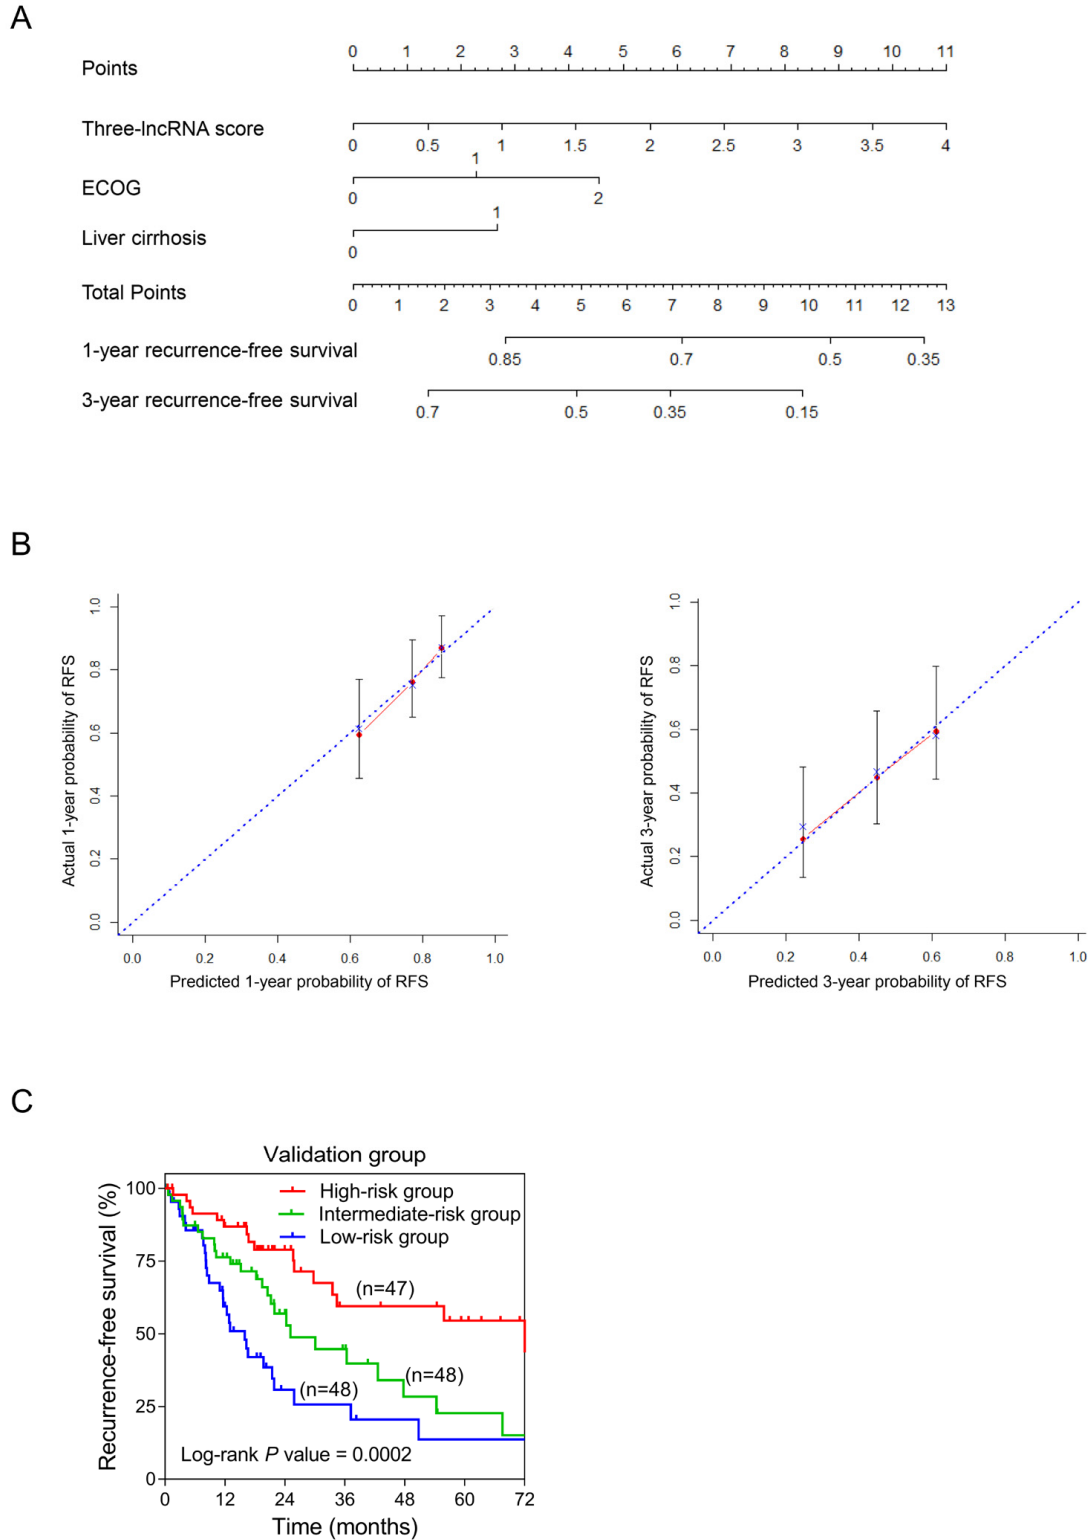 A
Points
0 1 2 3 4 5 6 7 8 9 10 11
Three-lncRNA score
0 0.5 1 1.5 2 2.5 3 3.5 4
ECOG
0 1 2
Liver cirrhosis
0 1
Total Points
0 1 2 3 4 5 6 7 8 9 10 11 12 13
1-year recurrence-free survival
0.85 0.7 0.5 0.35
3-year recurrence-free survival
0.7 0.5 0.35 0.15
B
Actual 1-year probability of RFS
1.0
0.8
0.6
0.4
0.2
0.0
0.0 0.2 0.4 0.6 0.8 1.0
Predicted 1-year probability of RFS
Actual 3-year probability of RFS
1.0
0.8
0.6
0.4
0.2
0.0
0.0 0.2 0.4 0.6 0.8 1.0
Predicted 3-year probability of RFS
C
Validation group
Recurrence-free survival (%)
100
75
50
25
0
High-risk group
Intermediate-risk group
Low-risk group
(n=47)
(n=48)
(n=48)
Log-rank P value = 0.0002
0 12 24 36 48 60 72
Time (months)